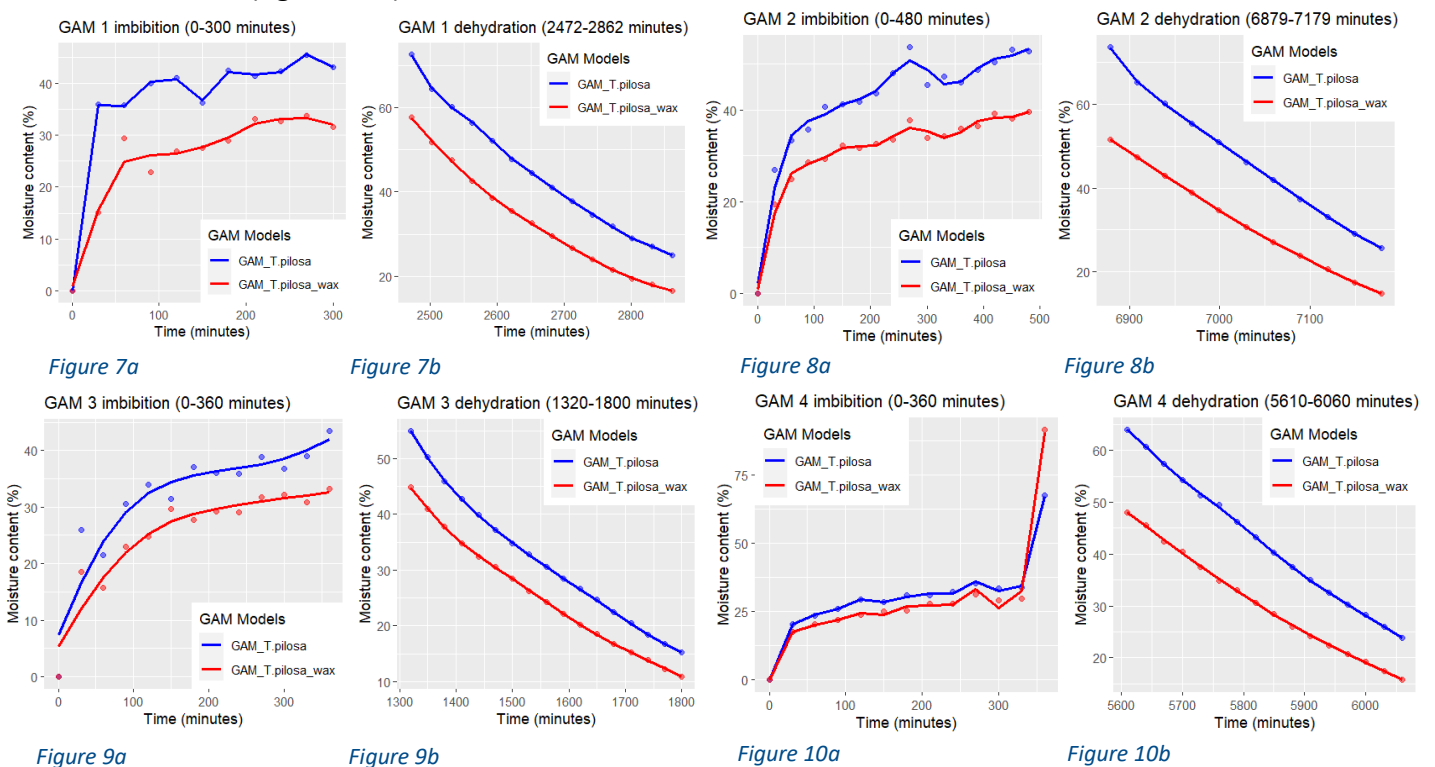 GAM 1 imbibition (0-300 minutes)
Moisture content (%)
40
30
20
10
0
GAM Models
GAM_T.pilosa
GAM_T.pilosa_wax
0
100
200
300
Time (minutes)
Figure 7a
GAM 1 dehydration (2472-2862 minutes)
Moisture content (%)
60
40
20
GAM Models
GAM_T.pilosa
GAM_T.pilosa_wax
2500
2600
2700
2800
Time (minutes)
Figure 7b
GAM 2 imbibition (0-480 minutes)
Moisture content (%)
40
20
0
GAM Models
GAM_T.pilosa
GAM_T.pilosa_wax
0
100
200
300
400
500
Time (minutes)
Figure 8a
GAM 2 dehydration (6879-7179 minutes)
Moisture content (%)
60
40
20
GAM Models
GAM_T.pilosa
GAM_T.pilosa_wax
6900
7000
7100
Time (minutes)
Figure 8b
GAM 3 imbibition (0-360 minutes)
Moisture content (%)
40
30
20
10
0
GAM Models
GAM_T.pilosa
GAM_T.pilosa_wax
0
100
200
300
Time (minutes)
Figure 9a
GAM 3 dehydration (1320-1800 minutes)
Moisture content (%)
50
40
30
20
10
GAM Models
GAM_T.pilosa
GAM_T.pilosa_wax
1300
1400
1500
1600
1700
1800
Time (minutes)
Figure 9b
GAM 4 imbibition (0-360 minutes)
Moisture content (%)
75
50
25
0
GAM Models
GAM_T.pilosa
GAM_T.pilosa_wax
0
100
200
300
Time (minutes)
Figure 10a
GAM 4 dehydration (5610-6060 minutes)
Moisture content (%)
60
50
40
30
20
GAM Models
GAM_T.pilosa
GAM_T.pilosa_wax
5600
5700
5800
5900
6000
Time (minutes)
Figure 10b